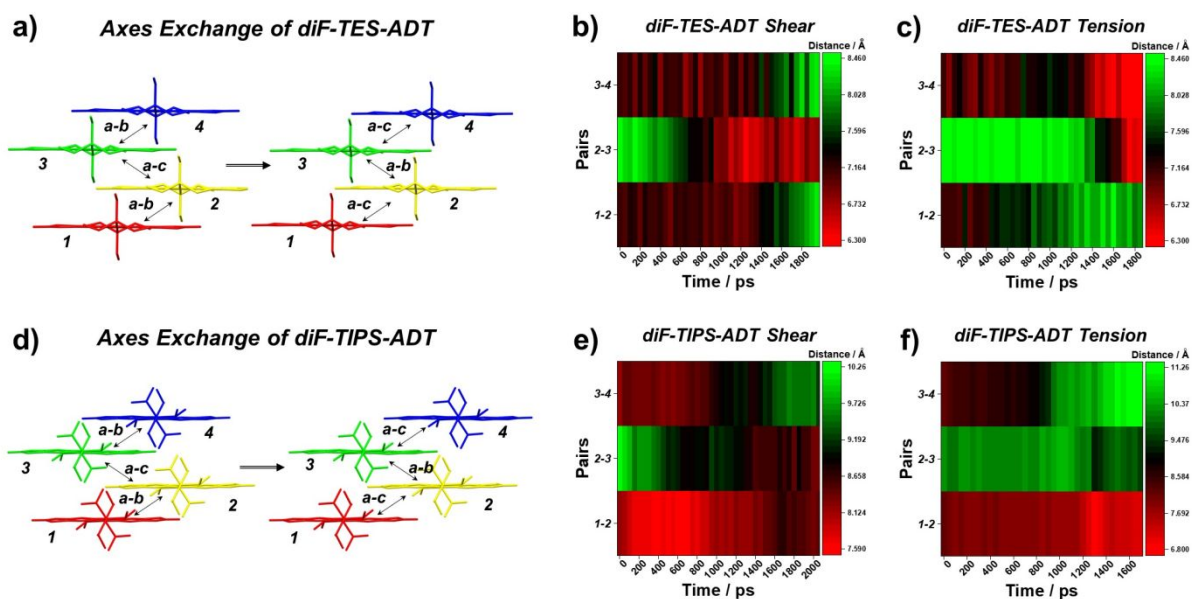 a) Axes Exchange of diF-TES-ADT
a-b
4
3
a-c
a-b
2
1
a-c
4
3
a-b
a-c
2
1
b) diF-TES-ADT Shear
Distance / Å
3-4
2-3
1-2
Pairs
8.460
8.028
7.596
7.164
6.732
6.300
0 200 400 600 800 1000 1200 1400 1600 1800
Time / ps
c) diF-TES-ADT Tension
Distance / Å
3-4
2-3
1-2
Pairs
8.460
8.028
7.596
7.164
6.732
6.300
0 200 400 600 800 1000 1200 1400 1600 1800
Time / ps
d) Axes Exchange of diF-TIPS-ADT
a-b
4
3
a-c
a-b
2
1
a-c
4
3
a-b
a-c
2
1
e) diF-TIPS-ADT Shear
Distance / Å
3-4
2-3
1-2
Pairs
10.26
9.726
9.192
8.658
8.124
7.590
0 200 400 600 800 1000 1200 1400 1600 1800 2000
Time / ps
f) diF-TIPS-ADT Tension
Distance / Å
3-4
2-3
1-2
Pairs
11.26
10.37
9.476
8.584
7.692
6.800
0 200 400 600 800 1000 1200 1400 1600
Time / ps